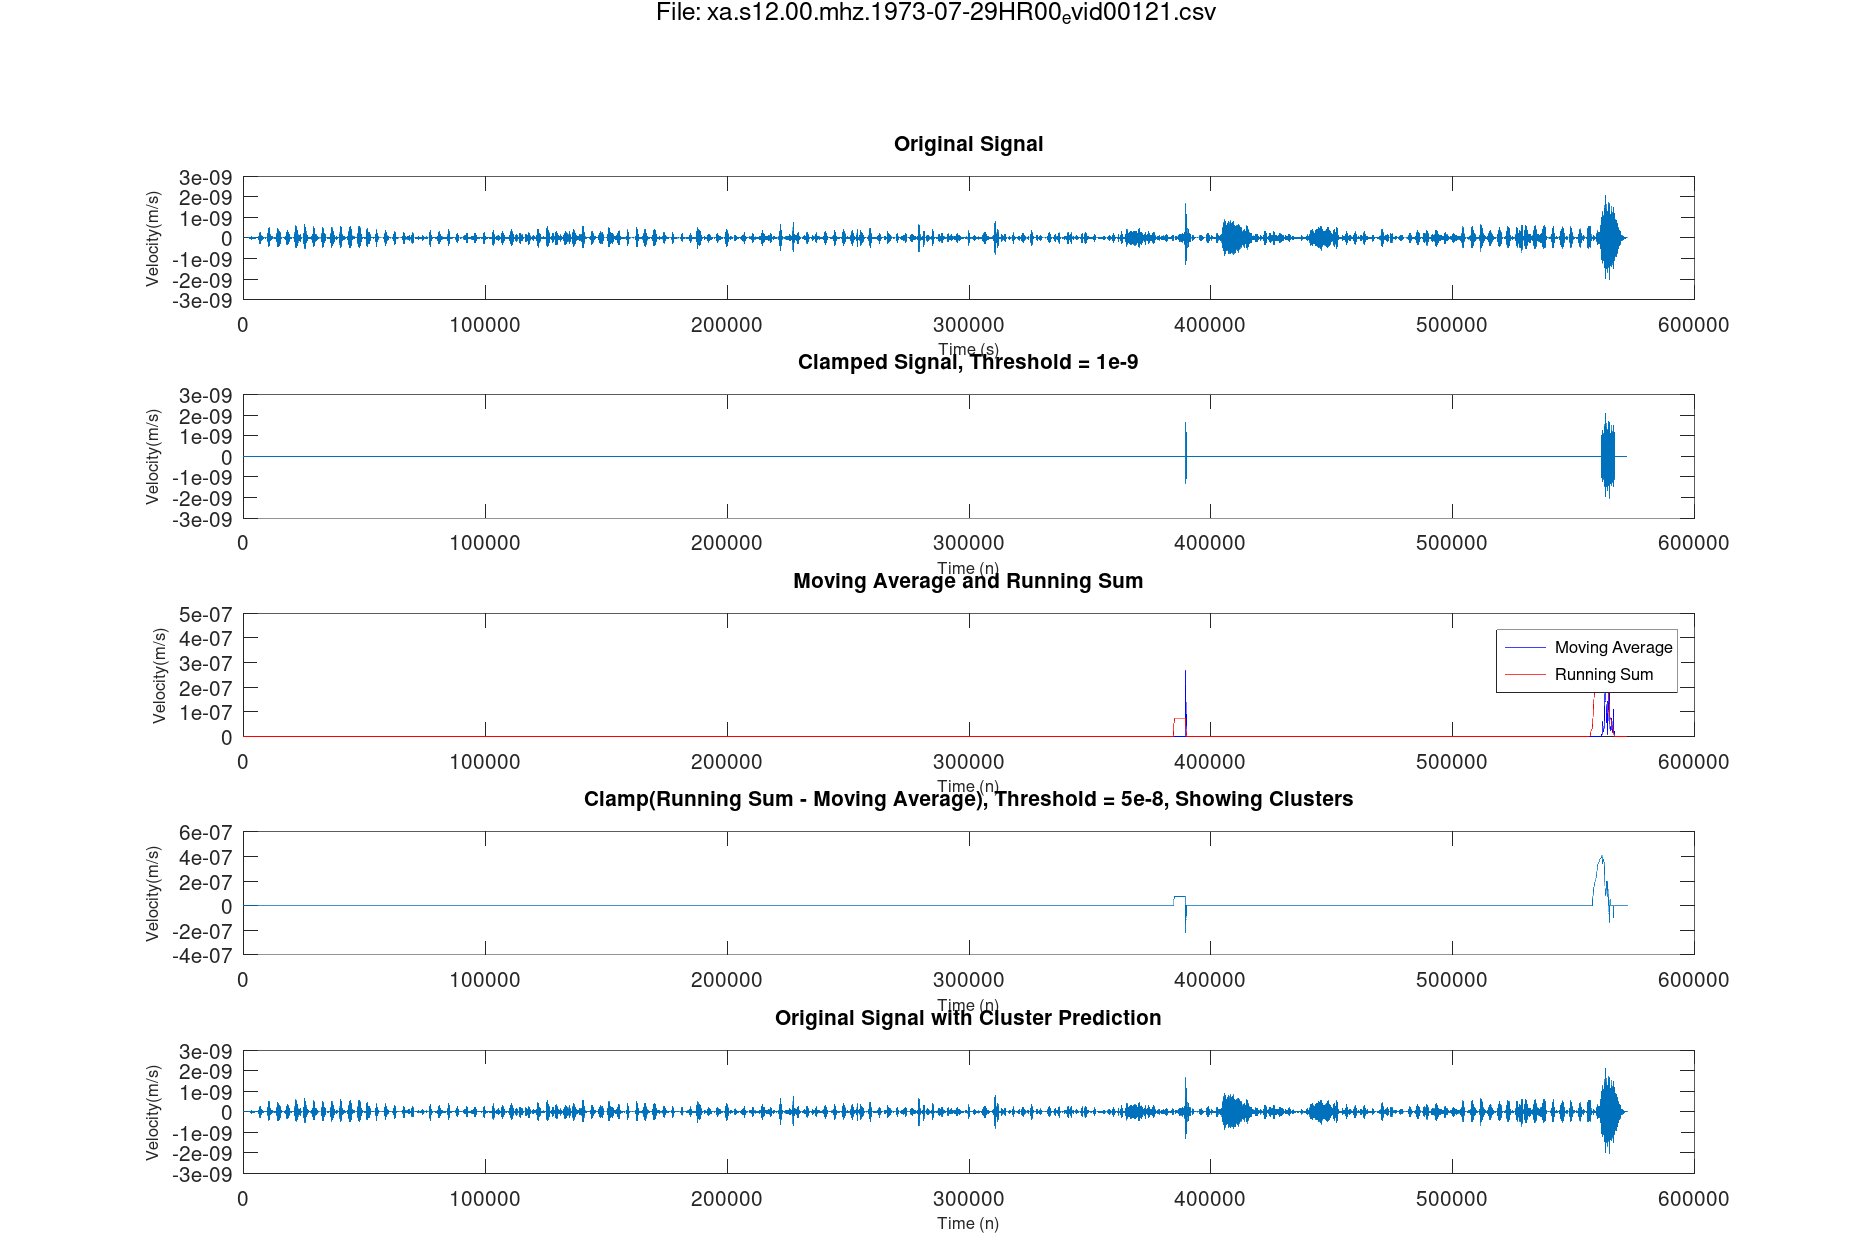 File: xa.s12.00.mhz.1973-07-29HR00evid00121.csv
Original Signal
Velocity(m/s)
3e-09
2e-09
1e-09
0
-1e-09
-2e-09
-3e-09
0 100000 200000 300000 400000 500000 600000
Time (s)
Clamped Signal, Threshold = 1e-9
Velocity(m/s)
3e-09
2e-09
1e-09
0
-1e-09
-2e-09
-3e-09
0 100000 200000 300000 400000 500000 600000
Time (n)
Moving Average and Running Sum
Velocity(m/s)
5e-07
4e-07
3e-07
2e-07
1e-07
0
Moving Average
Running Sum
0 100000 200000 300000 400000 500000 600000
Time (n)
Clamp(Running Sum - Moving Average), Threshold = 5e-8, Showing Clusters
Velocity(m/s)
6e-07
4e-07
2e-07
0
-2e-07
-4e-07
0 100000 200000 300000 400000 500000 600000
Time (n)
Original Signal with Cluster Prediction
Velocity(m/s)
3e-09
2e-09
1e-09
0
-1e-09
-2e-09
-3e-09
0 100000 200000 300000 400000 500000 600000
Time (n)